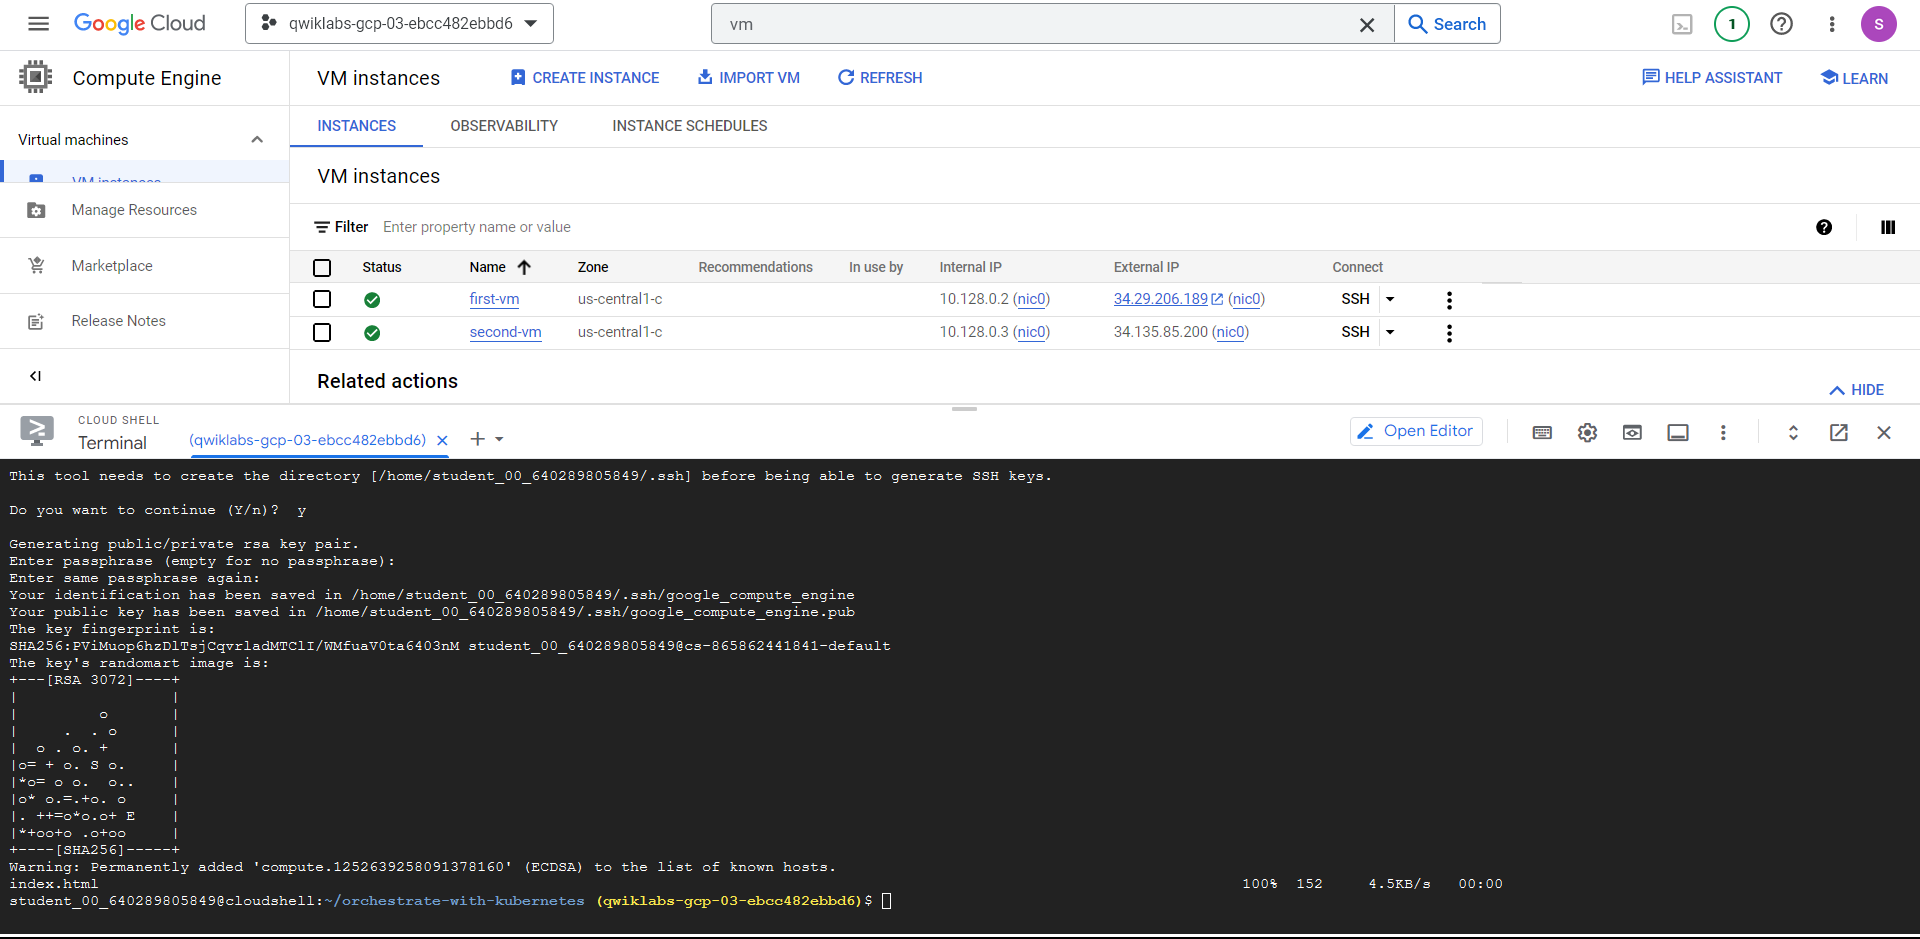 Google Cloud
qwiklabs-gcp-03-ebcc482ebbd6
vm
Search
1
S
Compute Engine
VM instances
CREATE INSTANCE
IMPORT VM
REFRESH
HELP ASSISTANT
LEARN
Virtual machines
VM instances
Manage Resources
Marketplace
Release Notes
INSTANCES
OBSERVABILITY
INSTANCE SCHEDULES
VM instances
Filter Enter property name or value
Status Name Zone Recommendations In use by Internal IP External IP Connect
first-vm us-central1-c 10.128.0.2 (nic0) 34.29.206.189 (nic0) SSH
second-vm us-central1-c 10.128.0.3 (nic0) 34.135.85.200 (nic0) SSH
Related actions
HIDE
CLOUD SHELL
Terminal
(qwiklabs-gcp-03-ebcc482ebbd6)
Open Editor
This tool needs to create the directory [/home/student_00_640289805849/.ssh] before being able to generate SSH keys.
Do you want to continue (Y/n)?  y
Generating public/private rsa key pair.
Enter passphrase (empty for no passphrase):
Enter same passphrase again:
Your identification has been saved in /home/student_00_640289805849/.ssh/google_compute_engine
Your public key has been saved in /home/student_00_640289805849/.ssh/google_compute_engine.pub
The key fingerprint is:
SHA256:PViMuop6hzDlTsjCqvrladMTClI/WMfuaV0ta6403nM student_00_640289805849@cs-865862441841-default
The key's randomart image is:
+---[RSA 3072]----+
|                 |
|         o       |
|     .  . o      |
|  o . o. +       |
|o= + o. S o.     |
|*o= o o.  o..    |
|o* o.=.+o. o     |
|. ++=o*o.o+ E    |
|*+oo+o .o+oo     |
+----[SHA256]-----+
Warning: Permanently added 'compute.1252639258091378160' (ECDSA) to the list of known hosts.
index.html 100% 152 4.5KB/s 00:00
student_00_640289805849@cloudshell:~/orchestrate-with-kubernetes (qwiklabs-gcp-03-ebcc482ebbd6)$